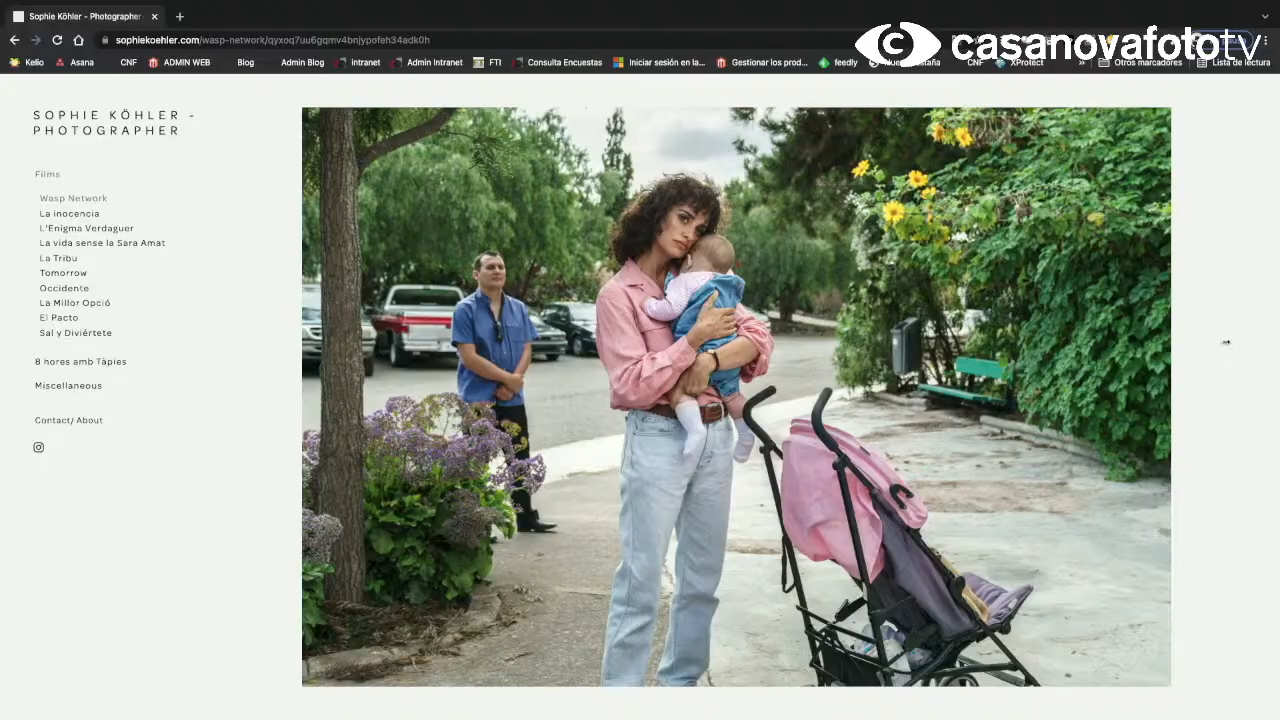 Sophie Köhler - Photographer
sophiekoehler.com/wasp-network/qyxoq7uu6gqmv4bnjypofeh34adk0h
casanovafoto tv
Kelio
Asana
CNF
ADMIN WEB
Blog
Admin Blog
intranet
Admin Intranet
FTI
Consulta Encuestas
Iniciar sesión en la...
Gestionar los prod...
feedly
CNF
XProtect
»
Otros marcadores
Lista de lectura
SOPHIE KÖHLER -
PHOTOGRAPHER
Films
Wasp Network
La inocencia
L'Enigma Verdaguer
La vida sense la Sara Amat
La Tribu
Tomorrow
Occidente
La Millor Opció
El Pacto
Sal y Diviértete
8 hores amb Tàpies
Miscellaneous
Contact/ About